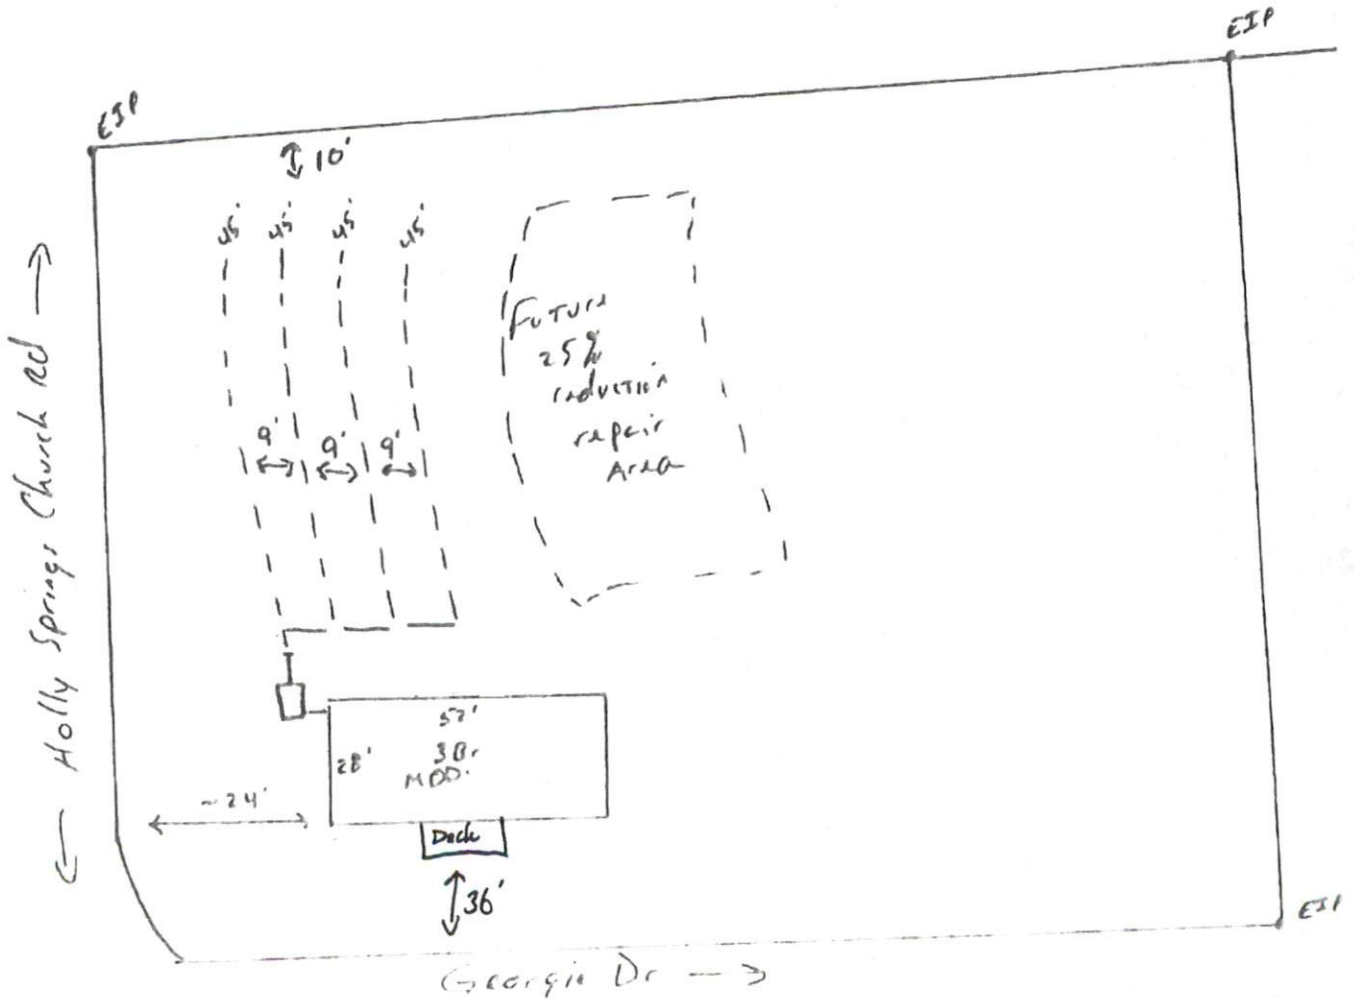 EIP
EIP
10'
45' 45' 45' 45'
Future
25%
reduction
repair
Area
9' 9' 9'
Holly Springs Church Rd
28'
3Br
MOD.
~24'
Deck
36'
EIP
Georgia Dr